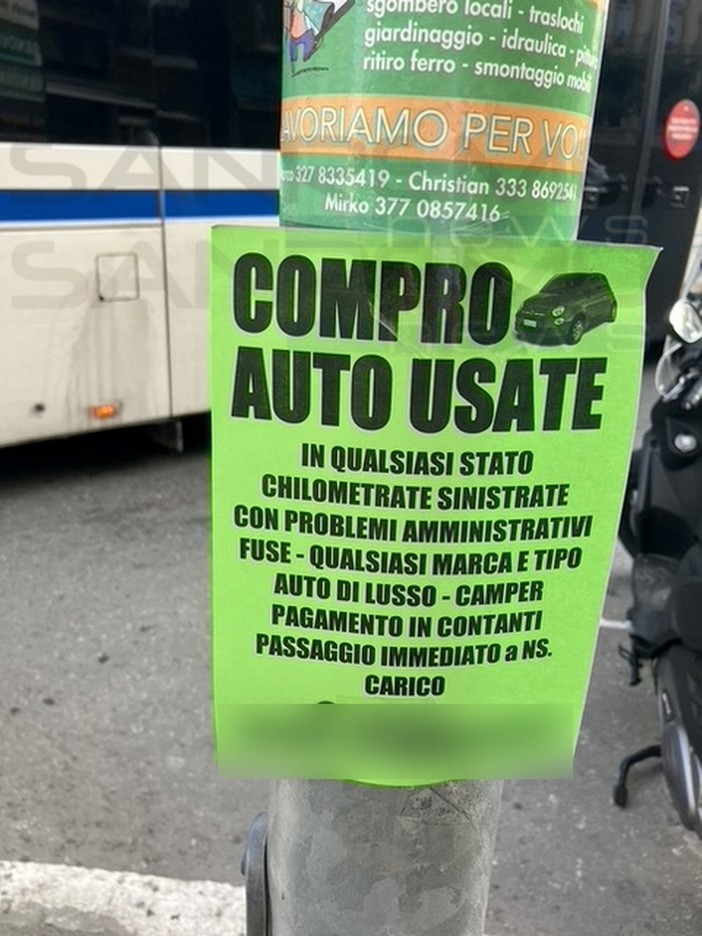 sgombero locali - traslochi
giardinaggio - idraulica -
ritiro ferro - smontaggio mobili
LAVORIAMO PER VOI
327 8335419 - Christian 333 8692541
Mirko 377 0857416
COMPRO
AUTO USATE
IN QUALSIASI STATO
CHILOMETRATE SINISTRATE
CON PROBLEMI AMMINISTRATIVI
FUSE - QUALSIASI MARCA E TIPO
AUTO DI LUSSO - CAMPER
PAGAMENTO IN CONTANTI
PASSAGGIO IMMEDIATO a NS.
CARICO
news